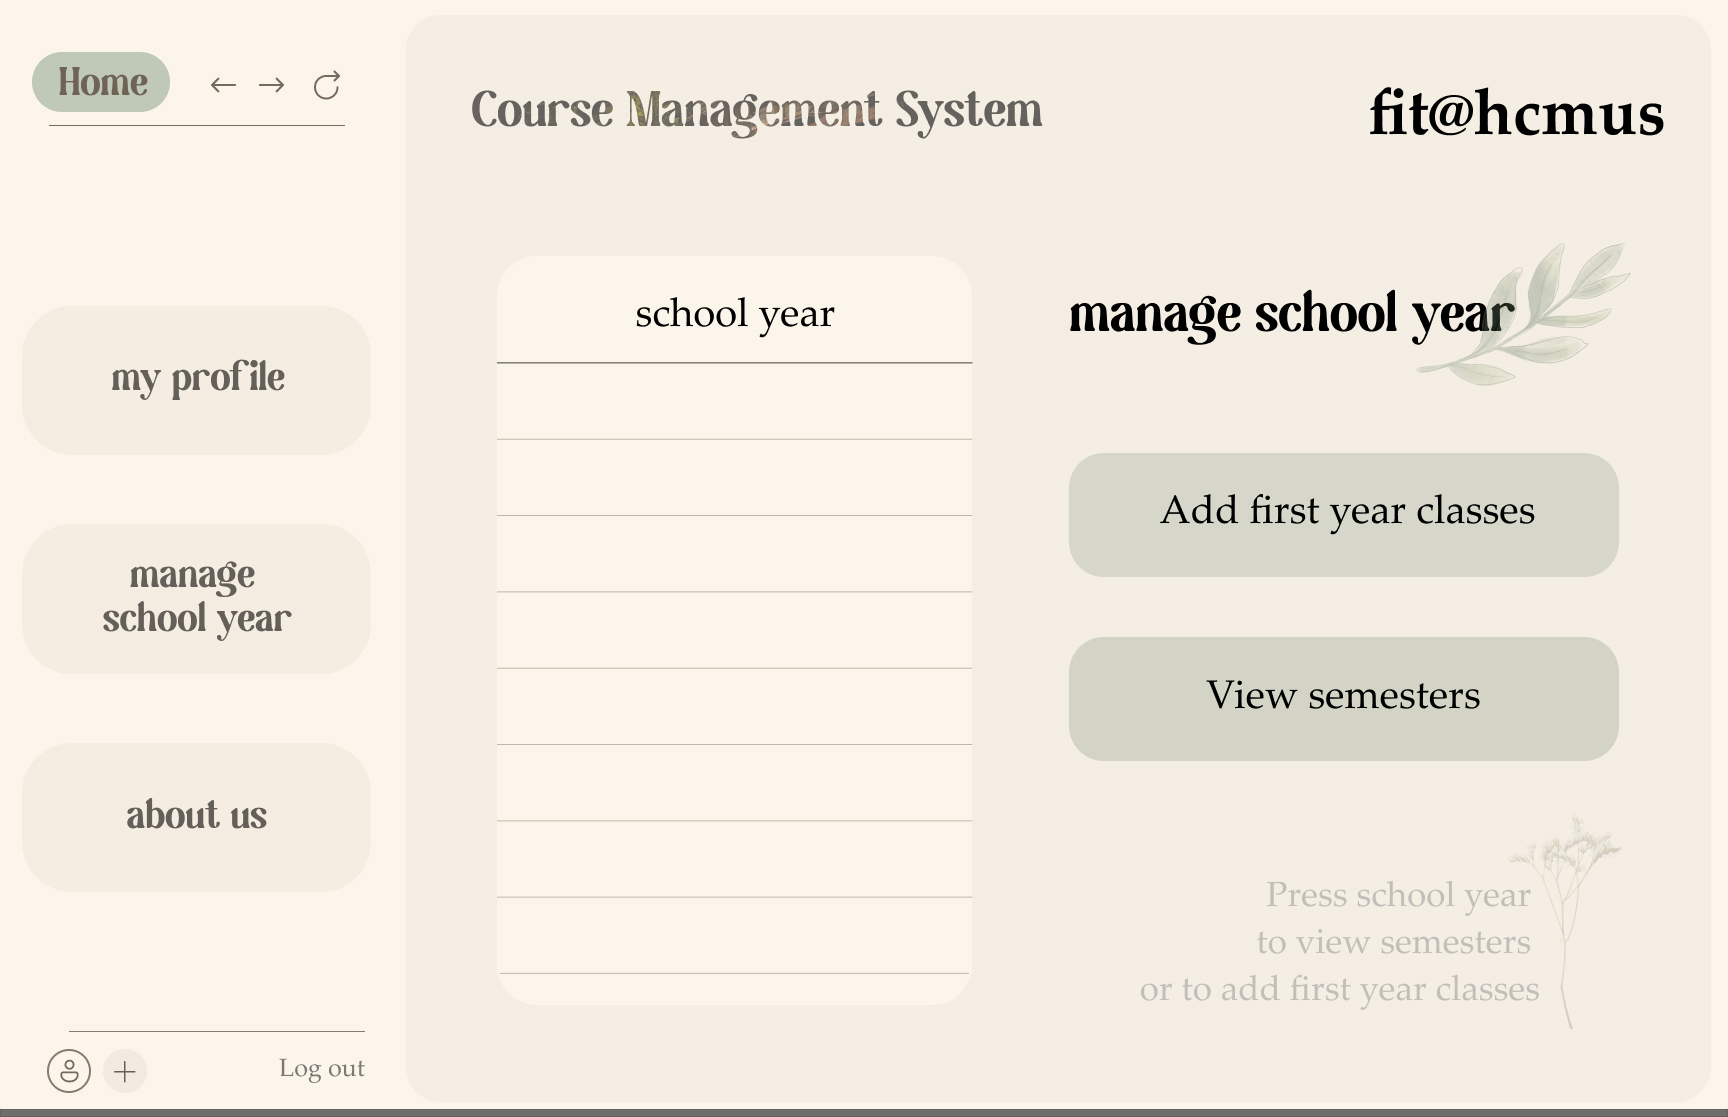 Home
Course Management System
fit@hcmus
school year
manage school year
my profile
Add first year classes
manage
school year
View semesters
about us
Press school year
to view semesters
or to add first year classes
Log out